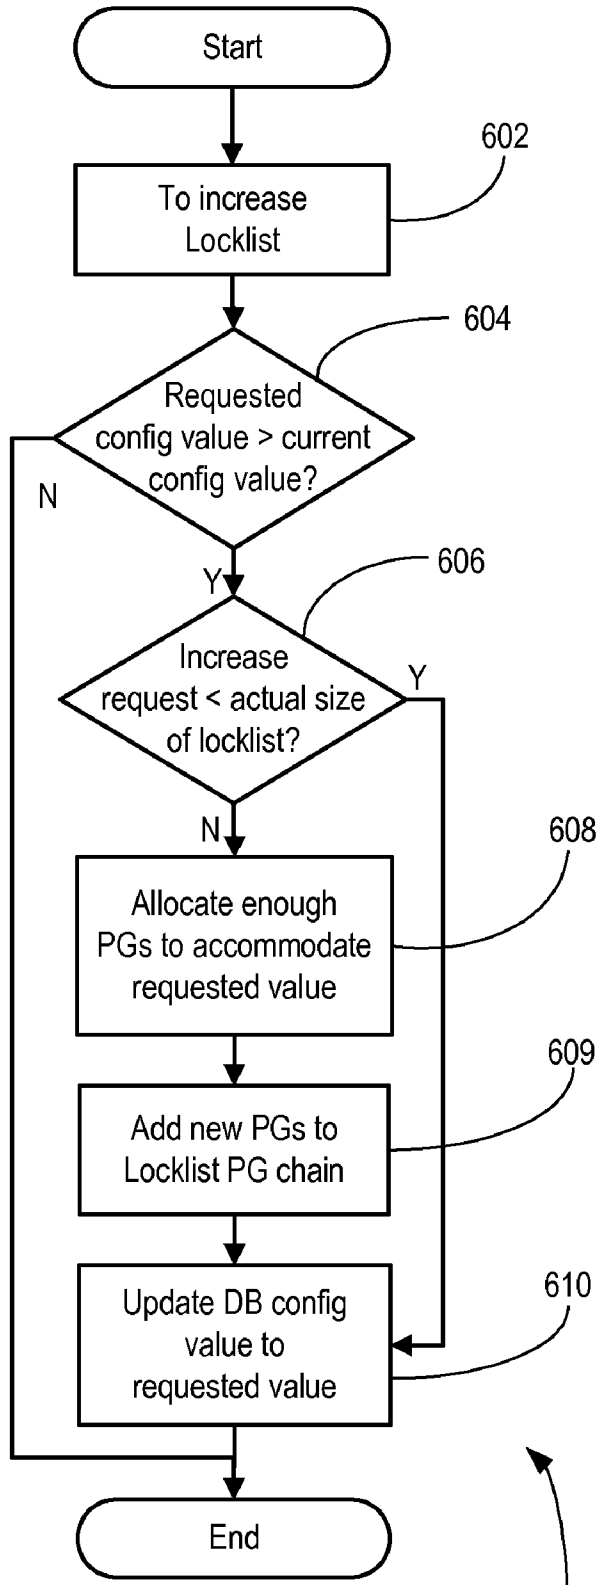 Start
602
To increase
Locklist
604
Requested
config value > current
config value?
N
Y
606
Increase
request < actual size
of locklist?
Y
N
608
Allocate enough
PGs to accommodate
requested value
609
Add new PGs to
Locklist PG chain
610
Update DB config
value to
requested value
End